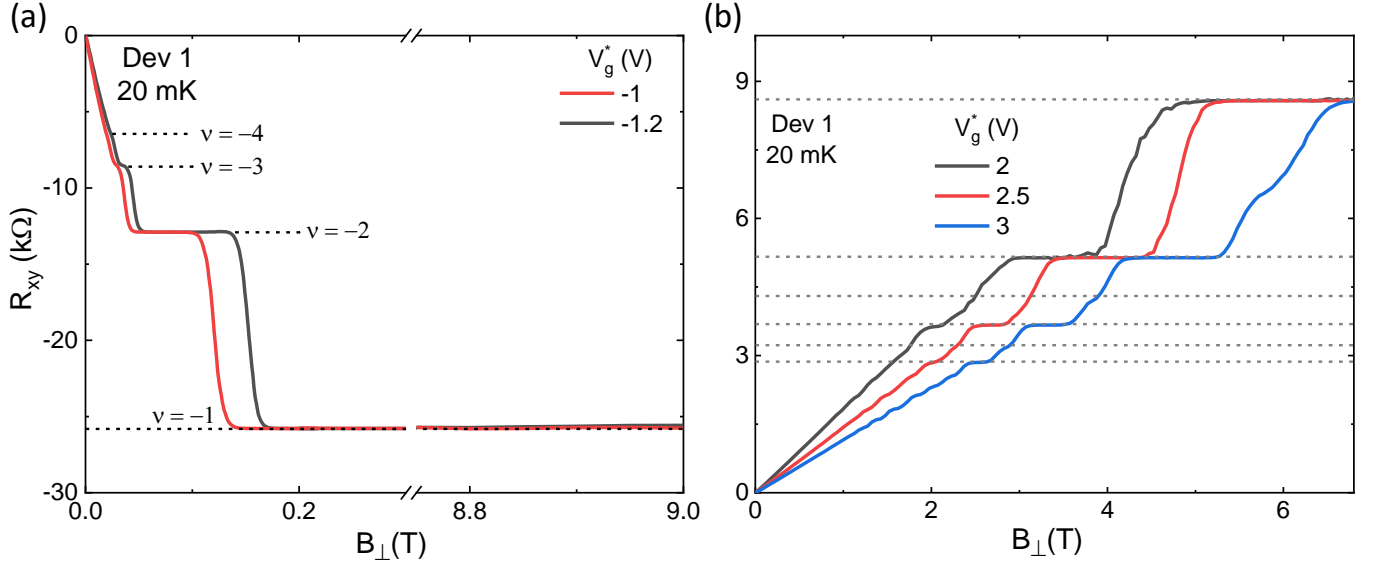 (a)
Dev 1
20 mK
V*g (V)
-1
-1.2
ν = −4
ν = −3
ν = −2
ν = −1
0
-10
-20
-30
Rxy (kΩ)
0.0
0.2
8.8
9.0
B⊥(T)
(b)
Dev 1
20 mK
V*g (V)
2
2.5
3
9
6
3
0
0
2
4
6
B⊥(T)